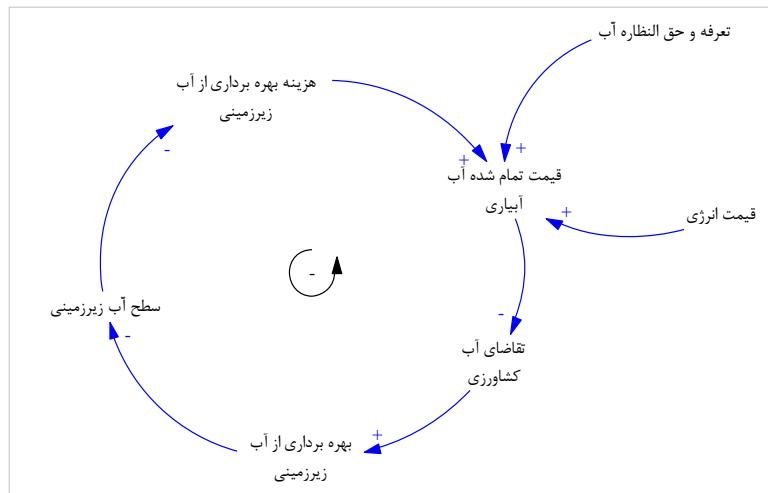 تعرفه و حق النظاره آب
هزینه بهره برداری از آب
زیرزمینی
-
+
+
قیمت تمام شده آب
آبیاری
+
قیمت انرژی
-
سطح آب زیرزمینی
-
-
تقاضای آب
کشاورزی
+
بهره برداری از آب
زیرزمینی